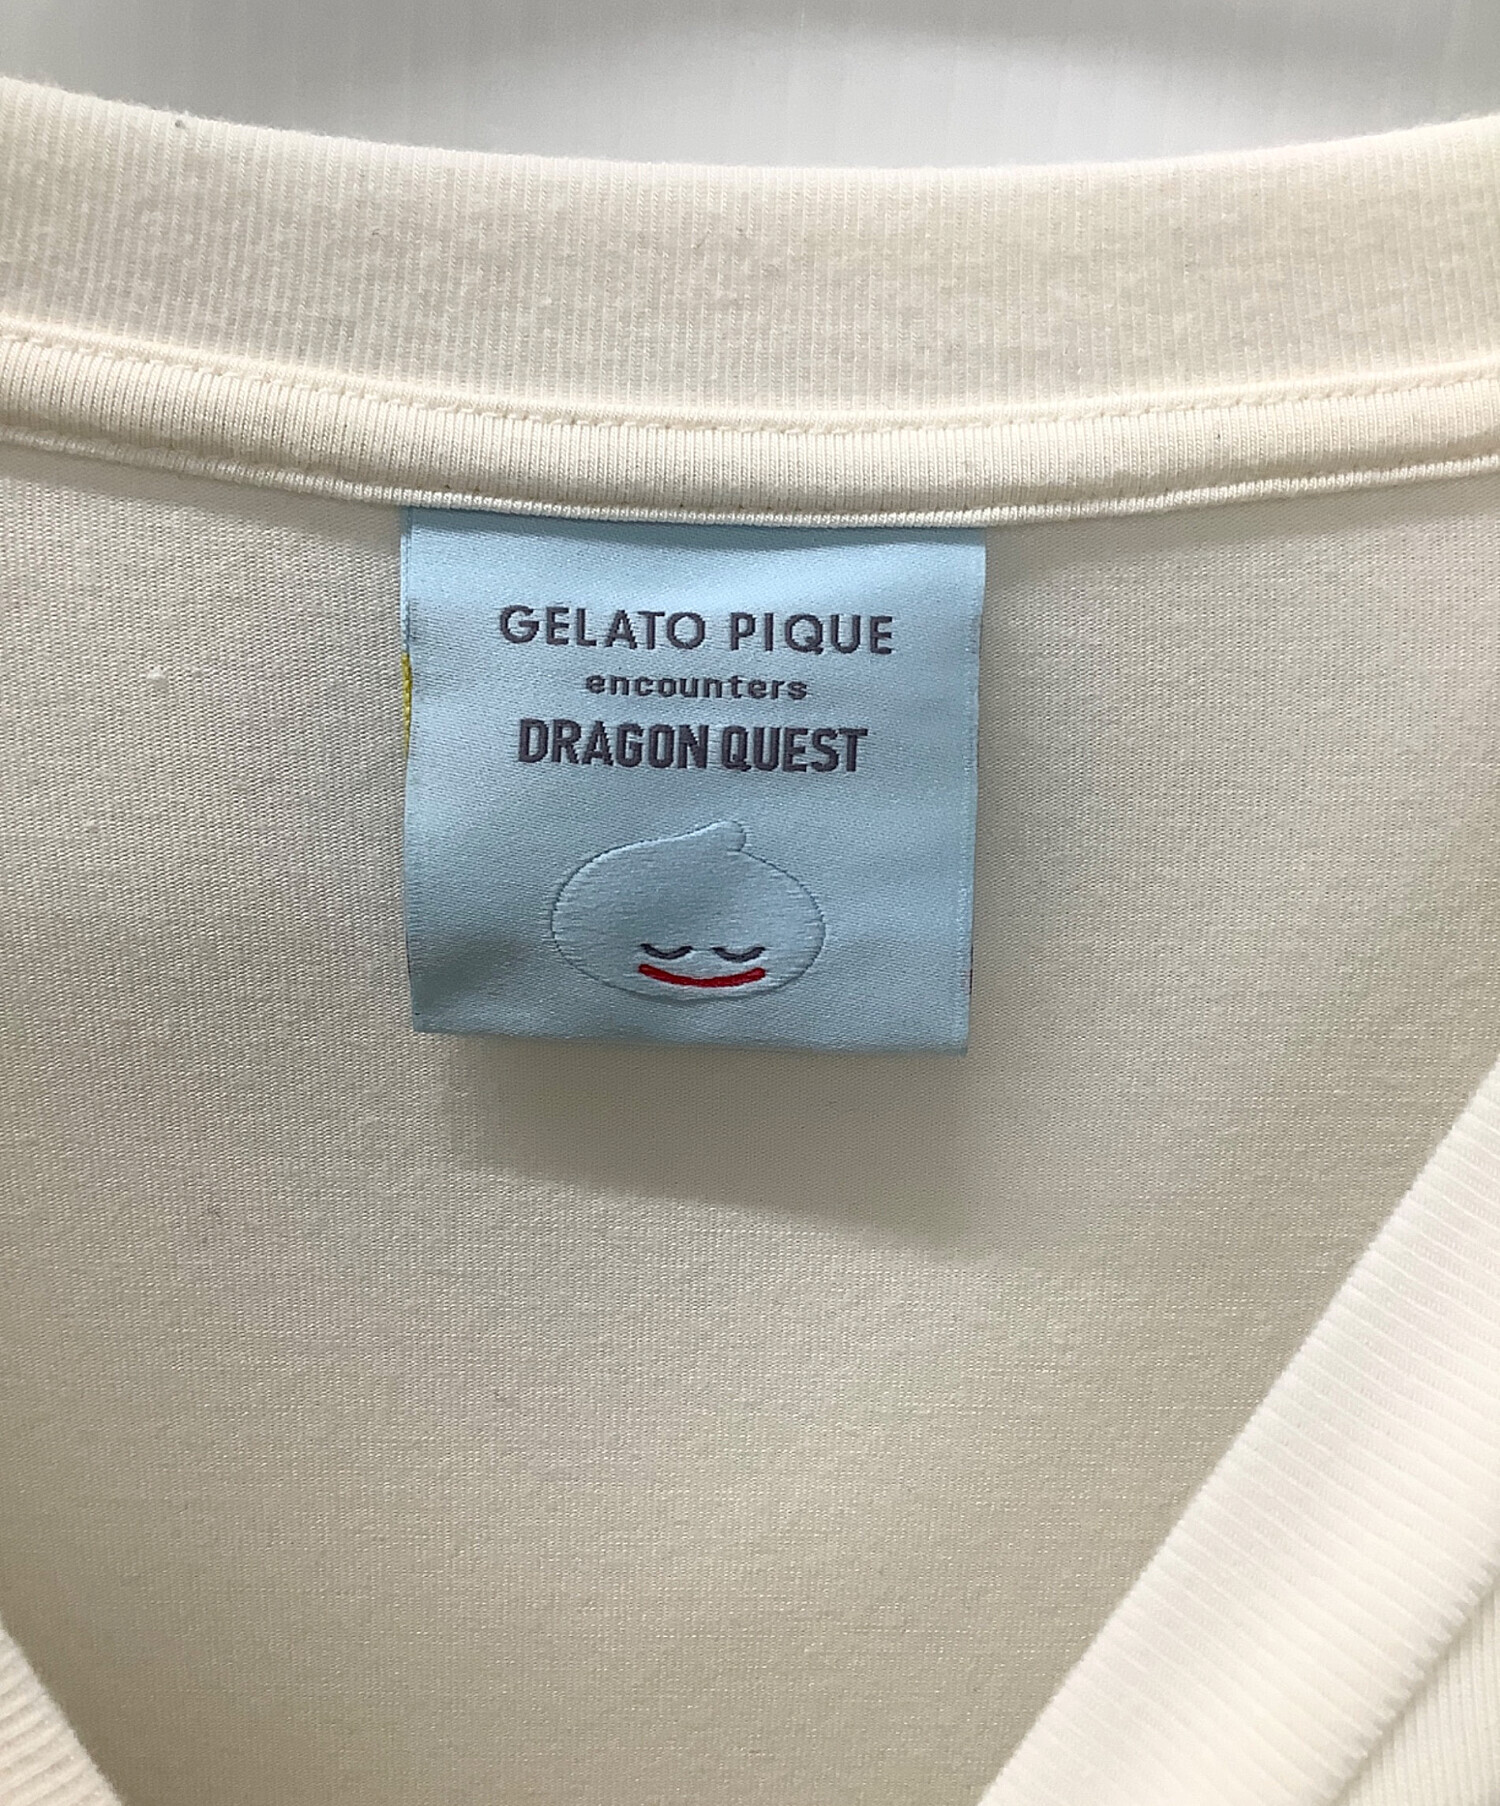 GELATO PIQUE
encounters
DRAGON QUEST